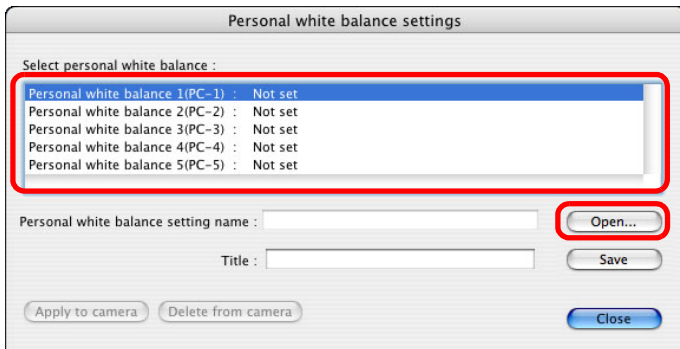 Personal white balance settings
Select personal white balance :
Personal white balance 1(PC-1) : Not set
Personal white balance 2(PC-2) : Not set
Personal white balance 3(PC-3) : Not set
Personal white balance 4(PC-4) : Not set
Personal white balance 5(PC-5) : Not set
Personal white balance setting name : Open...
Title : Save
Apply to camera Delete from camera Close